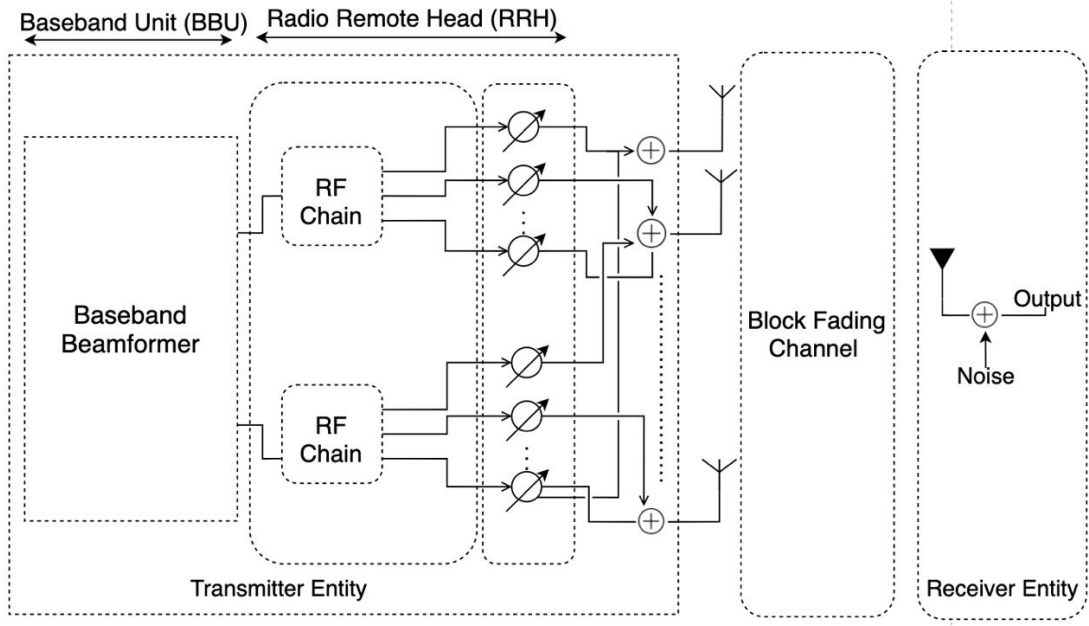 Baseband Unit (BBU)
Radio Remote Head (RRH)
RF
Chain
Baseband
Beamformer
RF
Chain
Transmitter Entity
Block Fading
Channel
Output
Noise
Receiver Entity